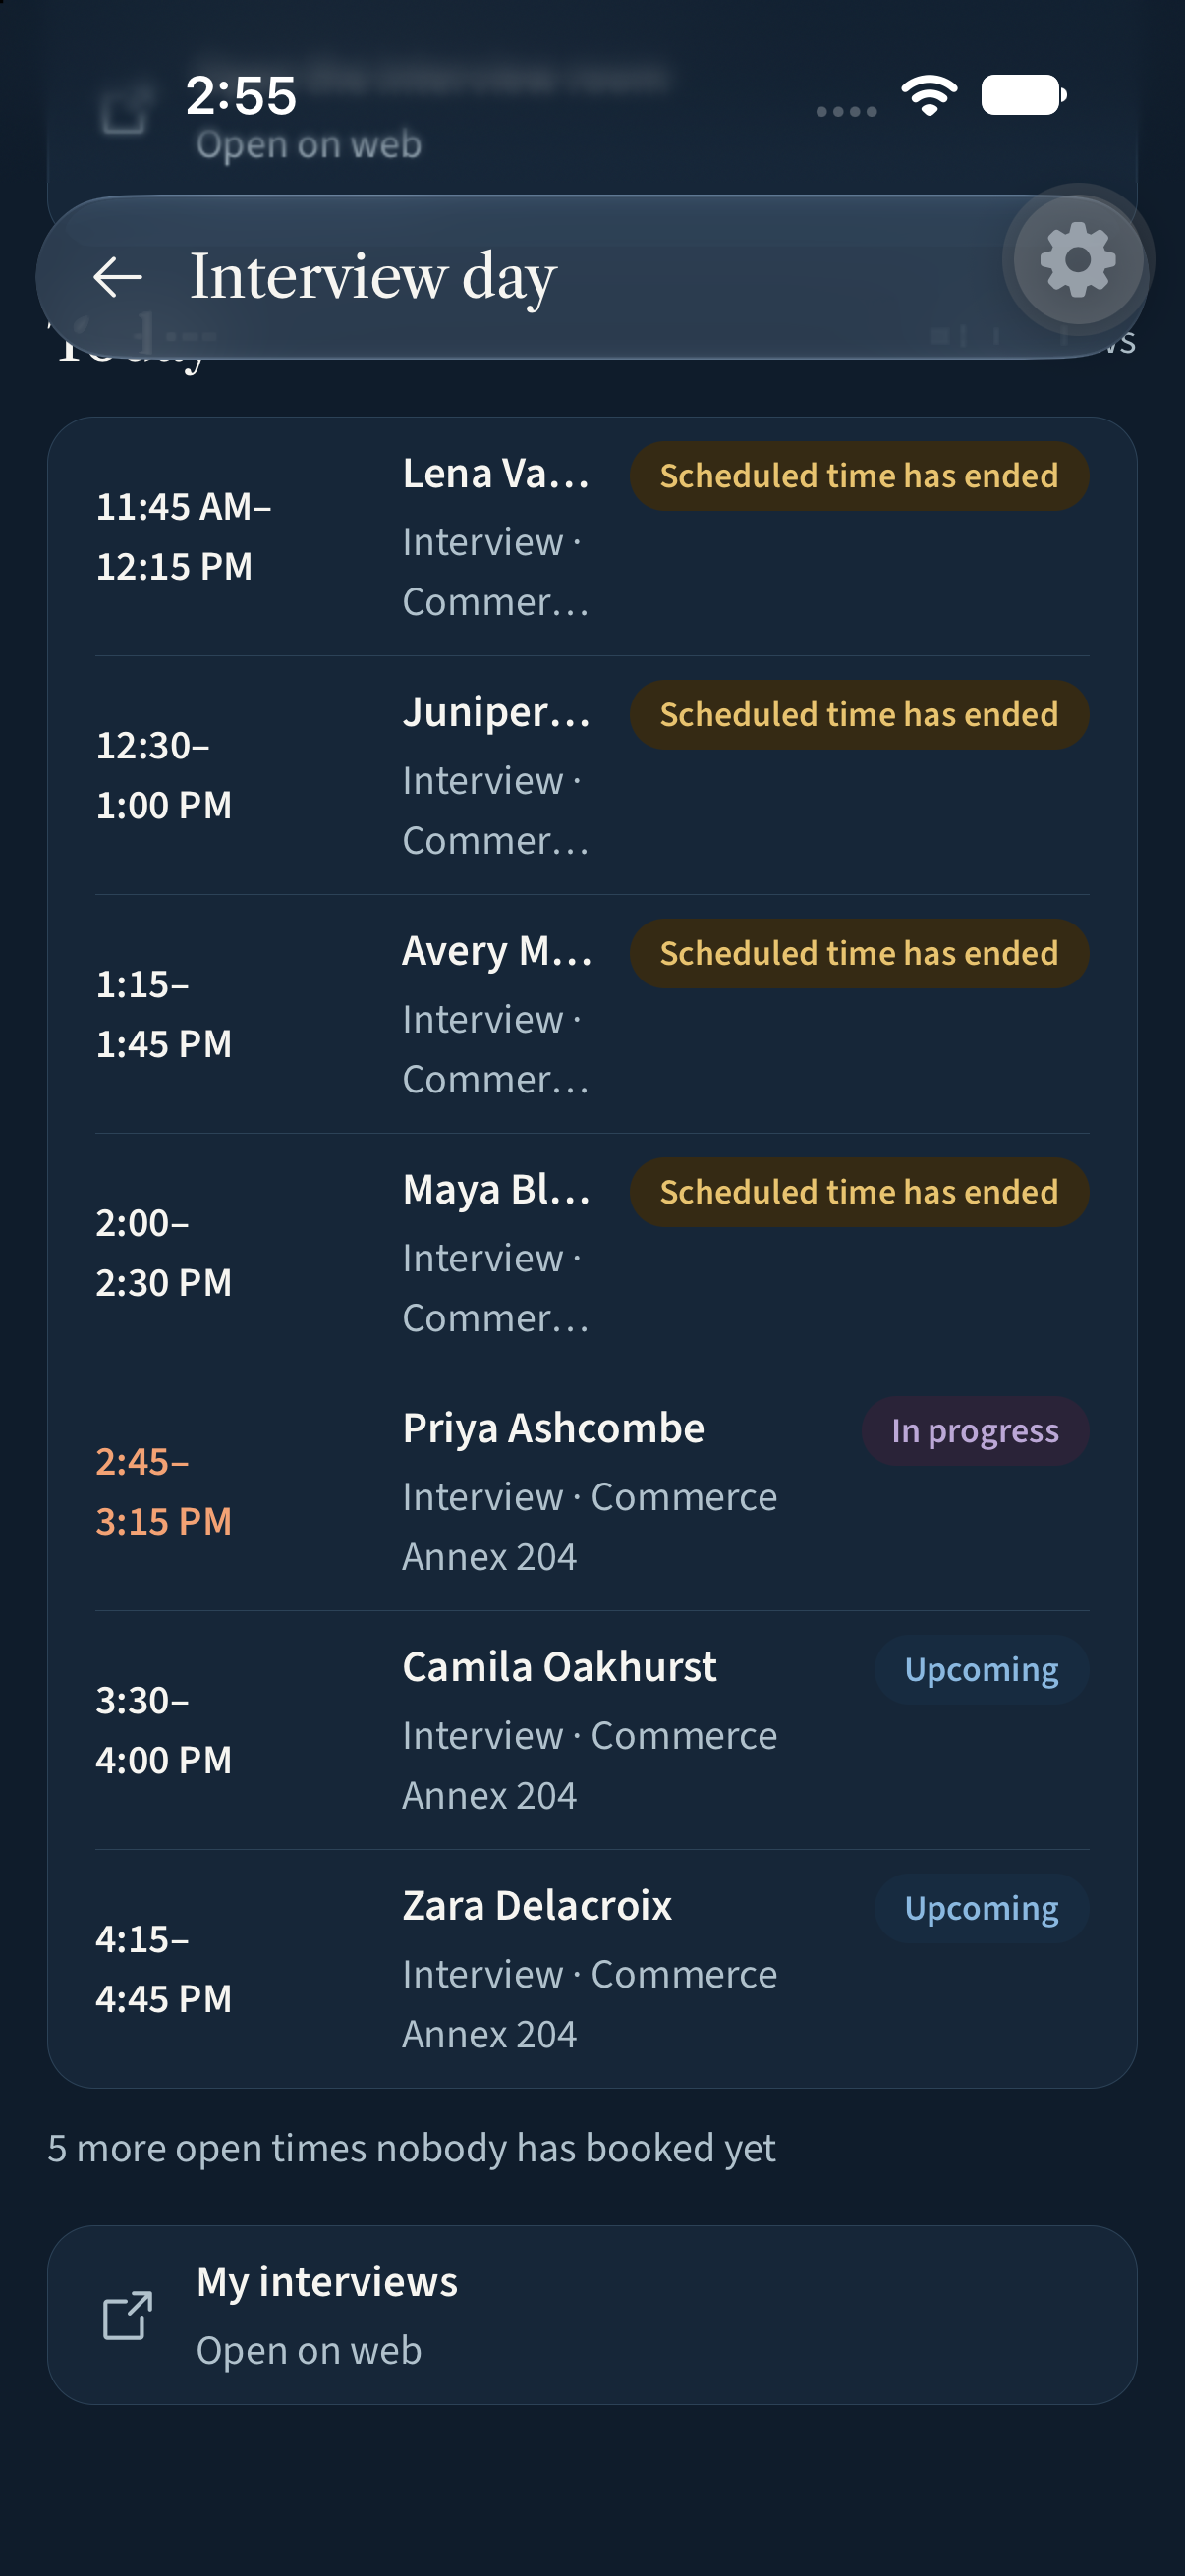 2:55
Open on web
Interview day
Today
11:45 AM–
12:15 PM
Lena Va…
Scheduled time has ended
Interview ·
Commer…
12:30–
1:00 PM
Juniper…
Scheduled time has ended
Interview ·
Commer…
1:15–
1:45 PM
Avery M…
Scheduled time has ended
Interview ·
Commer…
2:00–
2:30 PM
Maya Bl…
Scheduled time has ended
Interview ·
Commer…
2:45–
3:15 PM
Priya Ashcombe
In progress
Interview · Commerce
Annex 204
3:30–
4:00 PM
Camila Oakhurst
Upcoming
Interview · Commerce
Annex 204
4:15–
4:45 PM
Zara Delacroix
Upcoming
Interview · Commerce
Annex 204
5 more open times nobody has booked yet
My interviews
Open on web